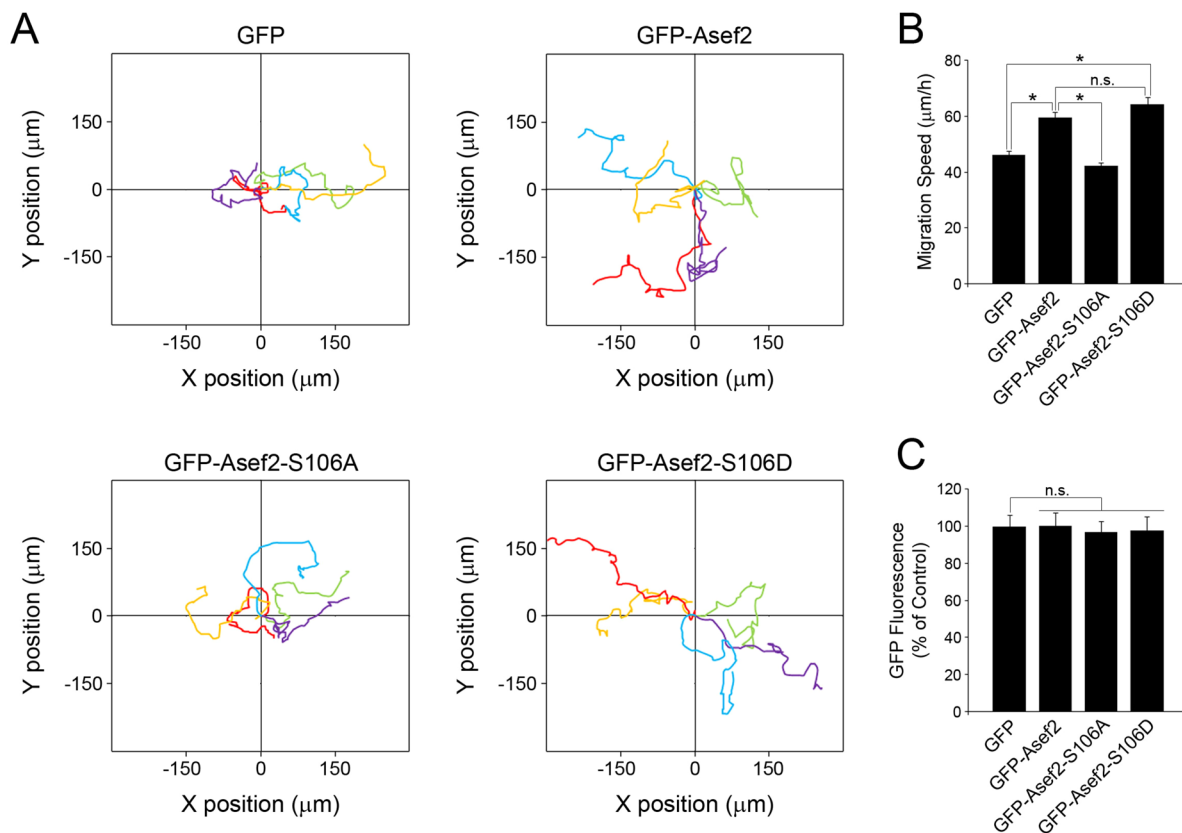 A
GFP
150
0
-150
Y position (μm)
-150 0 150
X position (μm)
GFP-Asef2
150
0
-150
Y position (μm)
-150 0 150
X position (μm)
GFP-Asef2-S106A
150
0
-150
Y position (μm)
-150 0 150
X position (μm)
GFP-Asef2-S106D
150
0
-150
Y position (μm)
-150 0 150
X position (μm)
B
80
60
40
20
0
Migration Speed (μm/h)
*
n.s.
* *
GFP
GFP-Asef2
GFP-Asef2-S106A
GFP-Asef2-S106D
C
120
100
80
60
40
20
0
GFP Fluorescence
(% of Control)
n.s.
GFP
GFP-Asef2
GFP-Asef2-S106A
GFP-Asef2-S106D